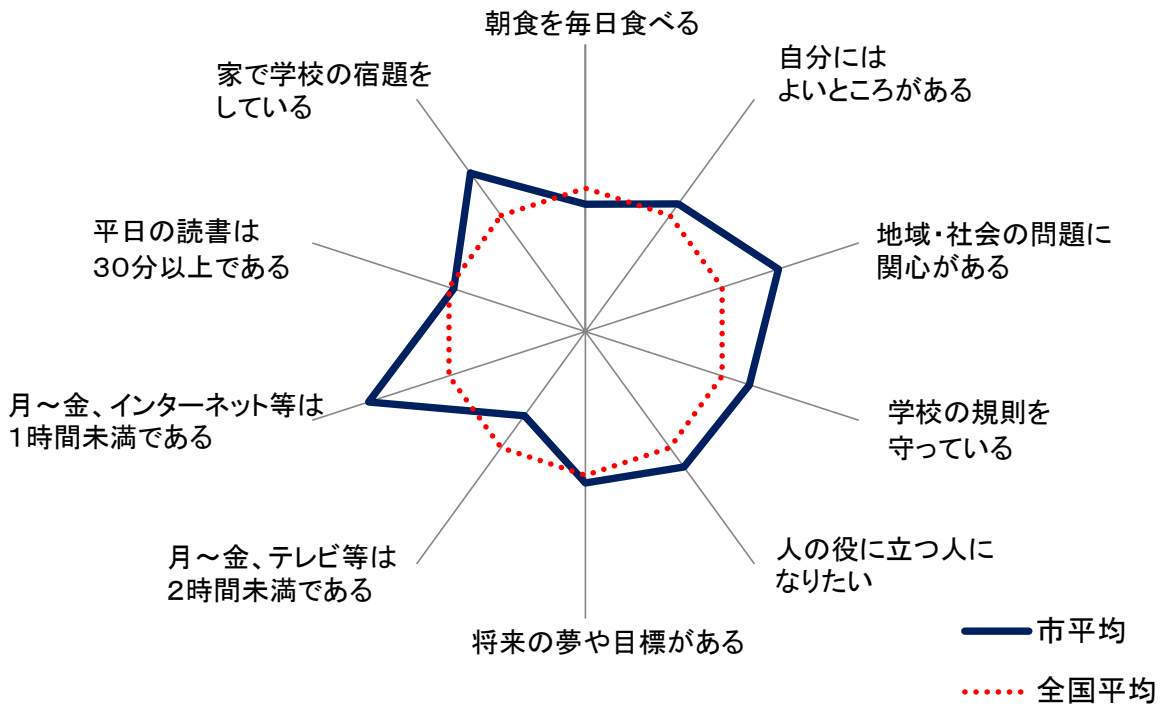 朝食を毎日食べる
自分には
よいところがある
地域・社会の問題に
関心がある
学校の規則を
守っている
人の役に立つ人に
なりたい
将来の夢や目標がある
月～金、テレビ等は
２時間未満である
月～金、インターネット等は
１時間未満である
平日の読書は
３０分以上である
家で学校の宿題を
している
市平均
全国平均